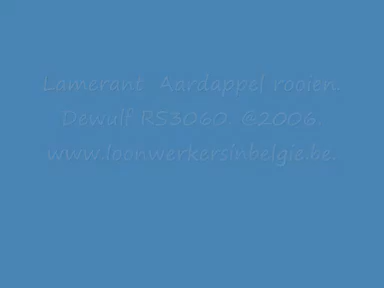 Lamerant Aardappel rooien.
Dewulf RS3060 @2006
www.loonwerkersinbelgie.be.